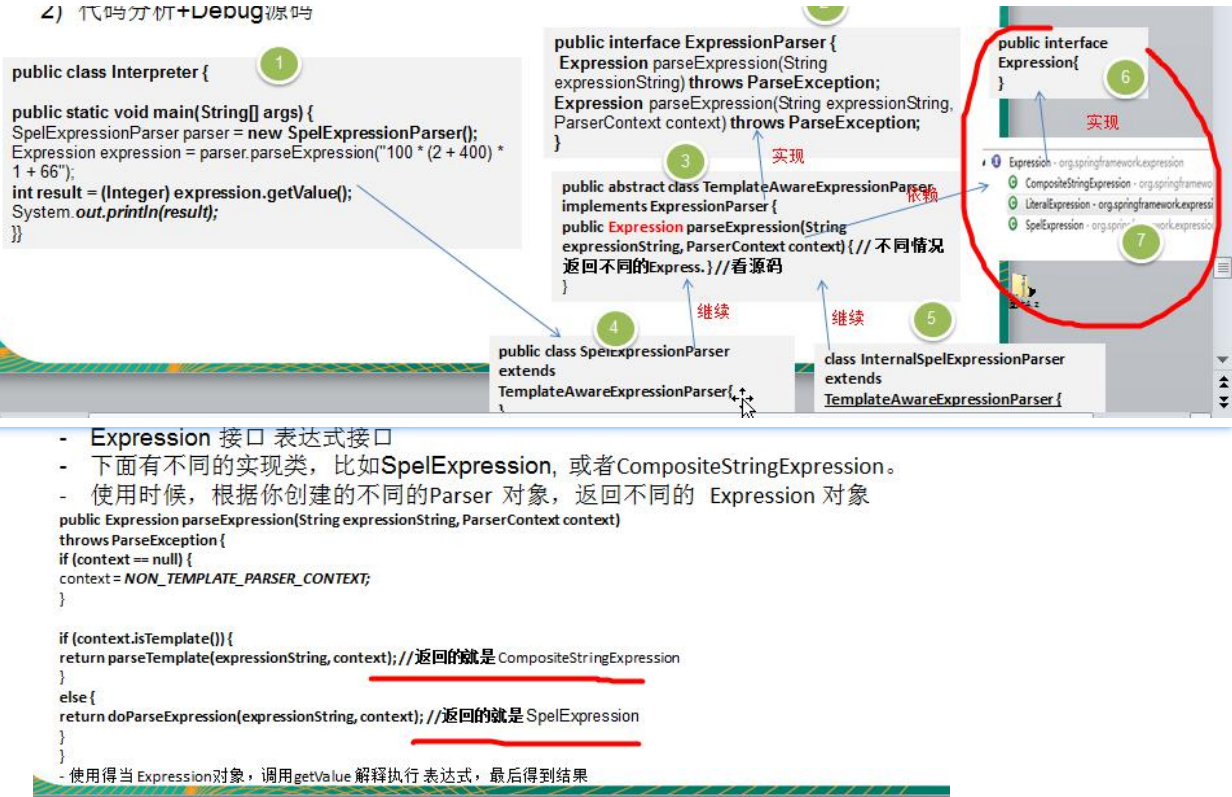 2) 代码分析+Debug源码
1
public class Interpreter {
public static void main(String[] args) {
SpelExpressionParser parser = new SpelExpressionParser();
Expression expression = parser.parseExpression("100 * (2 + 400) *
1 + 66");
int result = (Integer) expression.getValue();
System.out.println(result);
}}
2
public interface ExpressionParser {
Expression parseExpression(String
expressionString) throws ParseException;
Expression parseExpression(String expressionString,
ParserContext context) throws ParseException;
}
实现
3
public abstract class TemplateAwareExpressionParser
implements ExpressionParser {
public Expression parseExpression(String
expressionString, ParserContext context) { // 不同情况
返回不同的Express. } //看源码
}
依赖
继续
继续
4
public class SpelExpressionParser
extends
TemplateAwareExpressionParser{
}
5
class InternalSpelExpressionParser
extends
TemplateAwareExpressionParser {
public interface
Expression{
}
6
实现
Expression - org.springframework.expression
CompositeStringExpression - org.springframewo
LiteralExpression - org.springframework.expressi
SpelExpression - org.spri
work.expressio
7
- Expression 接口 表达式接口
- 下面有不同的实现类，比如SpelExpression, 或者CompositeStringExpression。
- 使用时候，根据你创建的不同的Parser 对象，返回不同的 Expression 对象
public Expression parseExpression(String expressionString, ParserContext context)
throws ParseException {
if (context == null) {
context = NON_TEMPLATE_PARSER_CONTEXT;
}
if (context.isTemplate()) {
return parseTemplate(expressionString, context); //返回的就是 CompositeStringExpression
}
else {
return doParseExpression(expressionString, context); //返回的就是 SpelExpression
}
}
- 使用得当 Expression对象，调用getValue 解释执行 表达式，最后得到结果